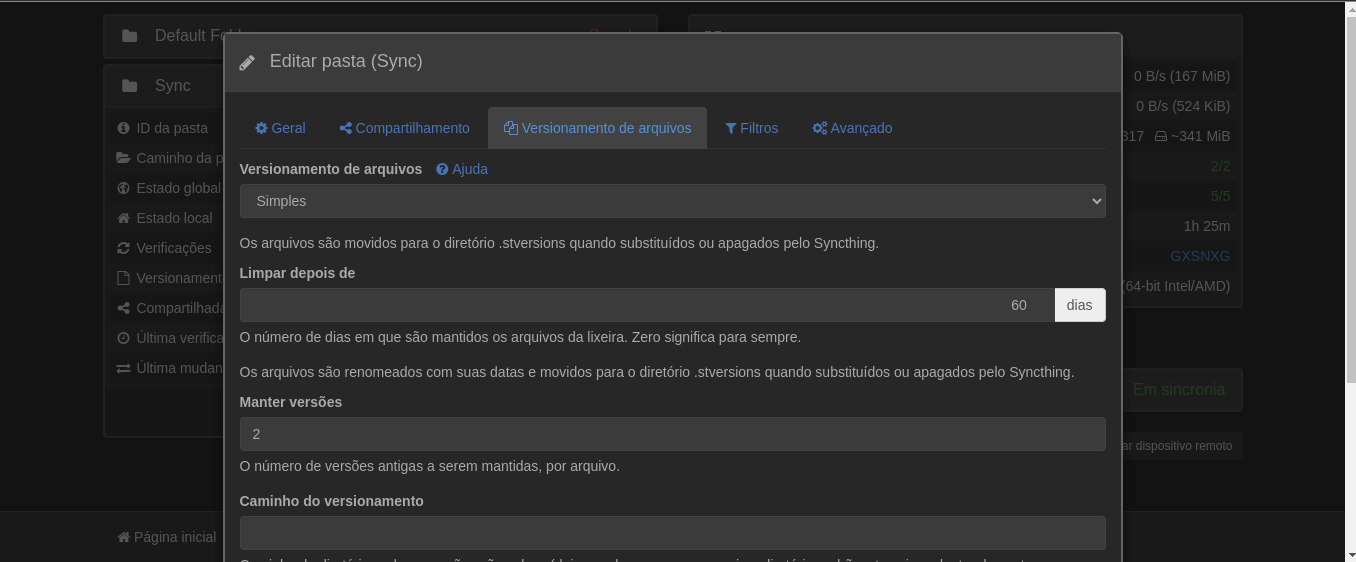 Default
Editar pasta (Sync)
Sync
0 B/s (167 MiB)
0 B/s (524 KiB)
ID da pasta
Geral
Compartilhamento
Versionamento de arquivos
Filtros
Avançado
317 ~341 MiB
Caminho da p
Versionamento de arquivos Ajuda
2/2
Estado global
Simples
5/5
Estado local
1h 25m
Verificações
Os arquivos são movidos para o diretório .stversions quando substituídos ou apagados pelo Syncthing.
GXSNXG
Versionament
Limpar depois de
(64-bit Intel/AMD)
Compartilhada
60 dias
Última verifica
O número de dias em que são mantidos os arquivos da lixeira. Zero significa para sempre.
Última mudan
Os arquivos são renomeados com suas datas e movidos para o diretório .stversions quando substituídos ou apagados pelo Syncthing.
Em sincronia
Manter versões
2
ar dispositivo remoto
O número de versões antigas a serem mantidas, por arquivo.
Caminho do versionamento
Página inicial